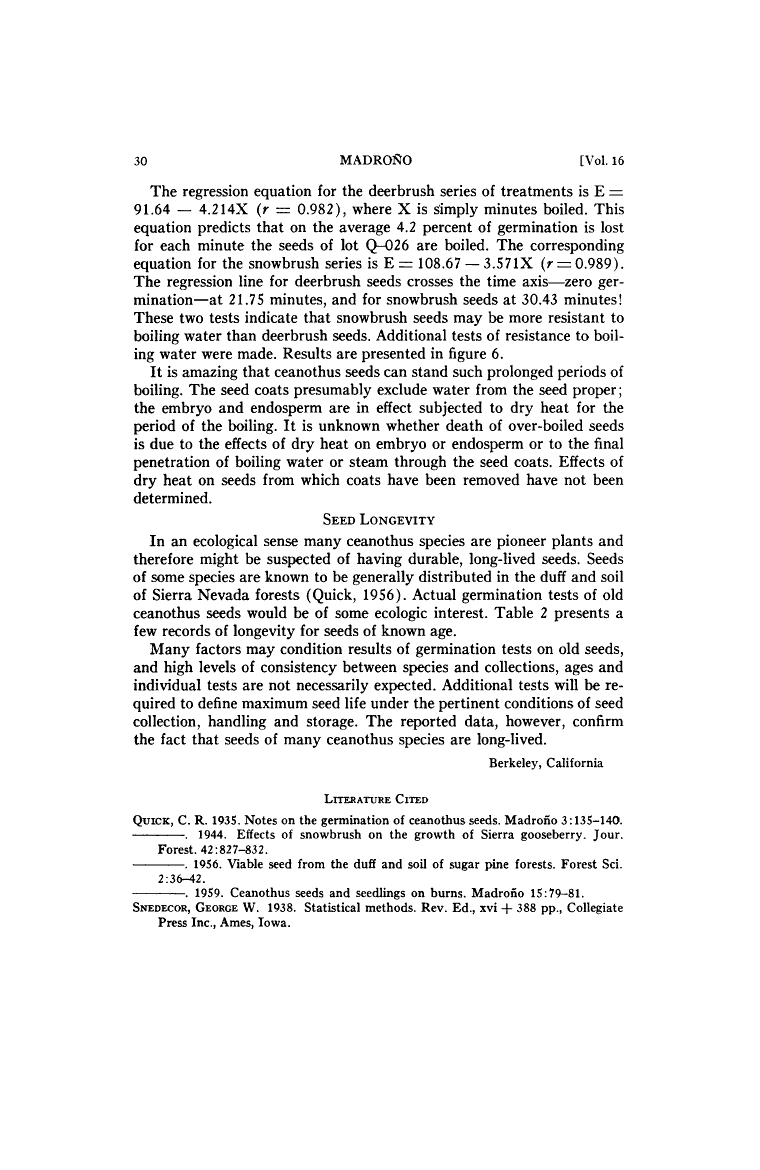 30 MADROÑO [Vol. 16
The regression equation for the deerbrush series of treatments is E =
91.64 — 4.214X (r = 0.982), where X is simply minutes boiled. This
equation predicts that on the average 4.2 percent of germination is lost
for each minute the seeds of lot Q–026 are boiled. The corresponding
equation for the snowbrush series is E = 108.67 — 3.571X (r = 0.989).
The regression line for deerbrush seeds crosses the time axis—zero ger-
mination—at 21.75 minutes, and for snowbrush seeds at 30.43 minutes!
These two tests indicate that snowbrush seeds may be more resistant to
boiling water than deerbrush seeds. Additional tests of resistance to boil-
ing water were made. Results are presented in figure 6.
It is amazing that ceanothus seeds can stand such prolonged periods of
boiling. The seed coats presumably exclude water from the seed proper;
the embryo and endosperm are in effect subjected to dry heat for the
period of the boiling. It is unknown whether death of over-boiled seeds
is due to the effects of dry heat on embryo or endosperm or to the final
penetration of boiling water or steam through the seed coats. Effects of
dry heat on seeds from which coats have been removed have not been
determined.
SEED LONGEVITY
In an ecological sense many ceanothus species are pioneer plants and
therefore might be suspected of having durable, long-lived seeds. Seeds
of some species are known to be generally distributed in the duff and soil
of Sierra Nevada forests (Quick, 1956). Actual germination tests of old
ceanothus seeds would be of some ecologic interest. Table 2 presents a
few records of longevity for seeds of known age.
Many factors may condition results of germination tests on old seeds,
and high levels of consistency between species and collections, ages and
individual tests are not necessarily expected. Additional tests will be re-
quired to define maximum seed life under the pertinent conditions of seed
collection, handling and storage. The reported data, however, confirm
the fact that seeds of many ceanothus species are long-lived.
Berkeley, California
LITERATURE CITED
QUICK, C. R. 1935. Notes on the germination of ceanothus seeds. Madroño 3:135–140.
———. 1944. Effects of snowbrush on the growth of Sierra gooseberry. Jour.
Forest. 42:827–832.
———. 1956. Viable seed from the duff and soil of sugar pine forests. Forest Sci.
2:36–42.
———. 1959. Ceanothus seeds and seedlings on burns. Madroño 15:79–81.
SNEDECOR, GEORGE W. 1938. Statistical methods. Rev. Ed., xvi + 388 pp., Collegiate
Press Inc., Ames, Iowa.